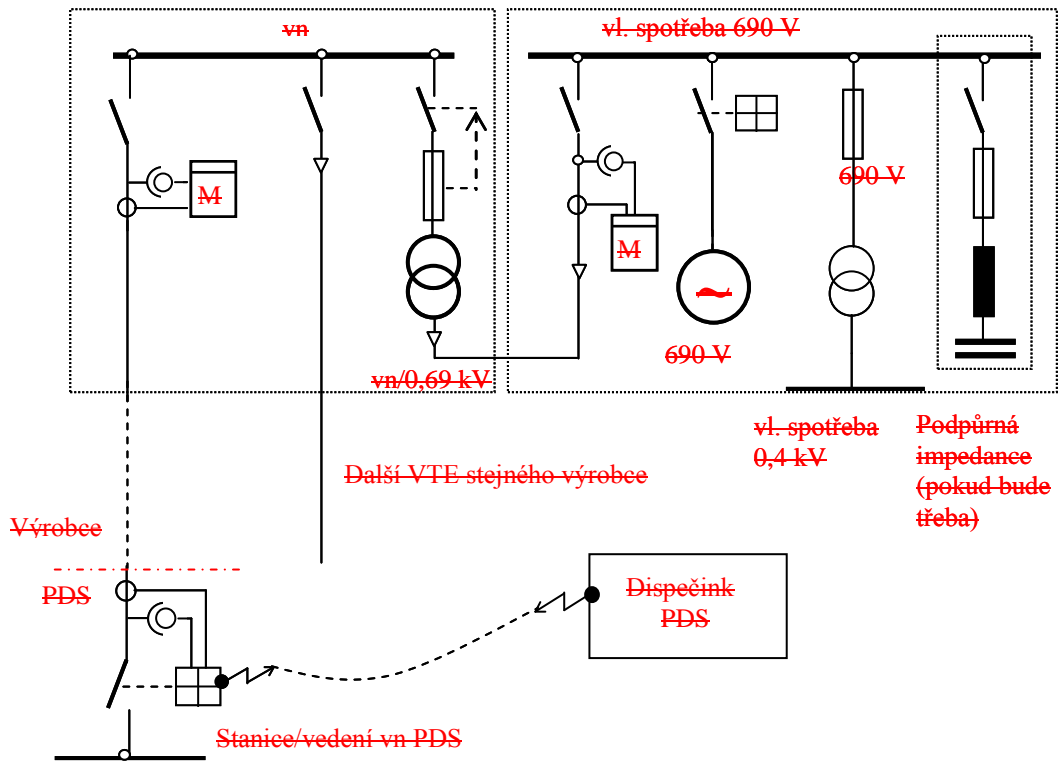 vn
vl. spotřeba 690 V
M
690 V
M
690 V
vn/0,69 kV
vl. spotřeba
0,4 kV
Podpůrná
impedance
(pokud bude
třeba)
Další VTE stejného výrobce
Výrobce
PDS
Dispečink
PDS
Stanice/vedení vn PDS